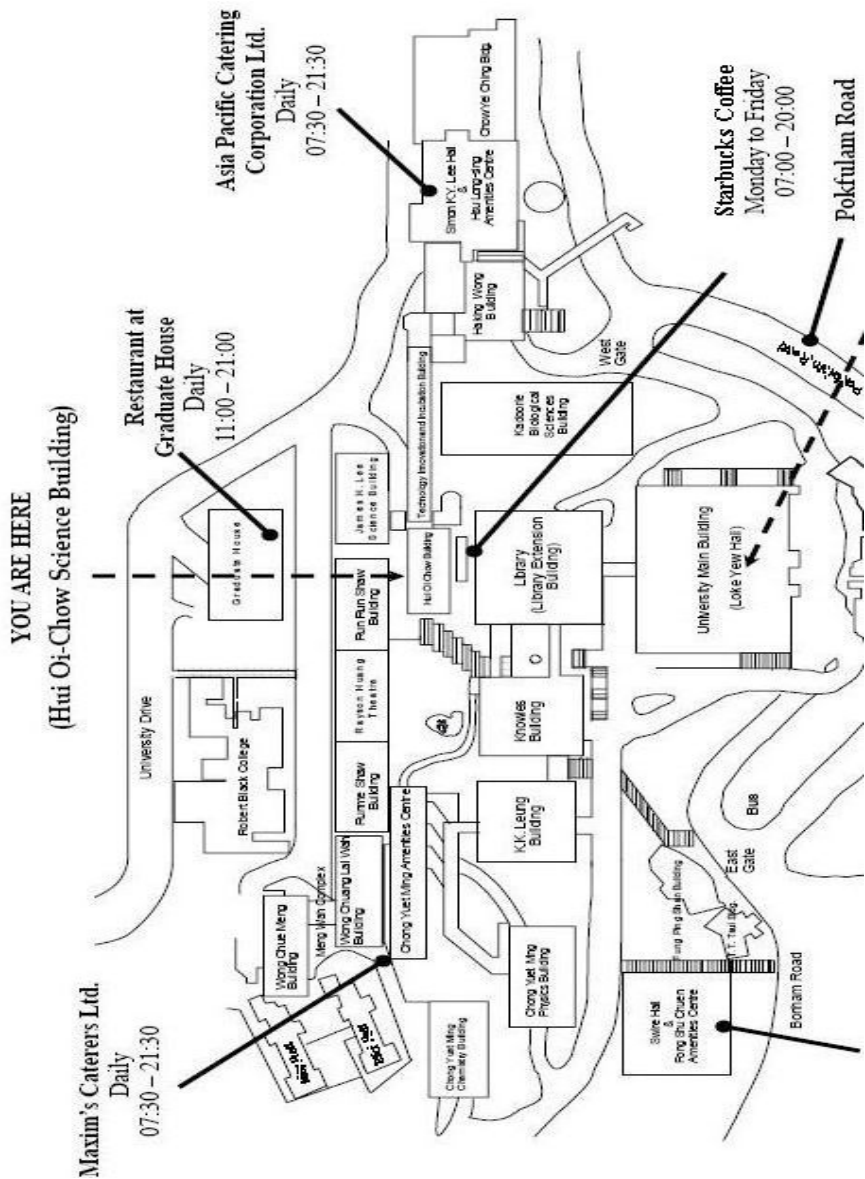 YOU ARE HERE
(Hui Oi-Chow Science Building)
Maxim's Caterers Ltd.
Daily
07:30 – 21:30
Restaurant at
Graduate House
Daily
11:00 – 21:00
Asia Pacific Catering
Corporation Ltd.
Daily
07:30 – 21:30
Starbucks Coffee
Monday to Friday
07:00 – 20:00
Pokfulam Road
University Drive
Robert Black College
Graduate House
Wong Chue Meng
Building
Meng Wah Complex
Wong Chuang Lai Wah
Building
Runme Shaw
Building
Rayson Huang
Theatre
Run Run Shaw
Building
James H. Lee
Science Building
Chong Yuet Ming Amenities Centre
Hui Oi Chow Building
Technology Innovation and Incubation Building
Haking Wong
Building
Simon K.Y. Lee Hall
&
Hsu Long-sing
Amenities Centre
Chow Yei Ching Bldg.
Chong Yuet Ming
Chemistry Building
Chong Yuet Ming
Physics Building
K.K. Leung
Building
Knowles
Building
Library
(Library Extension
Building)
Kadoorie
Biological
Sciences
Building
West
Gate
Swire Hall
&
Fong Shu Chuen
Amenities Centre
Fung Ping Shan Building
T.T. Tsui Bldg.
East
Gate
Bus
Bonham Road
University Main Building
(Loke Yew Hall)